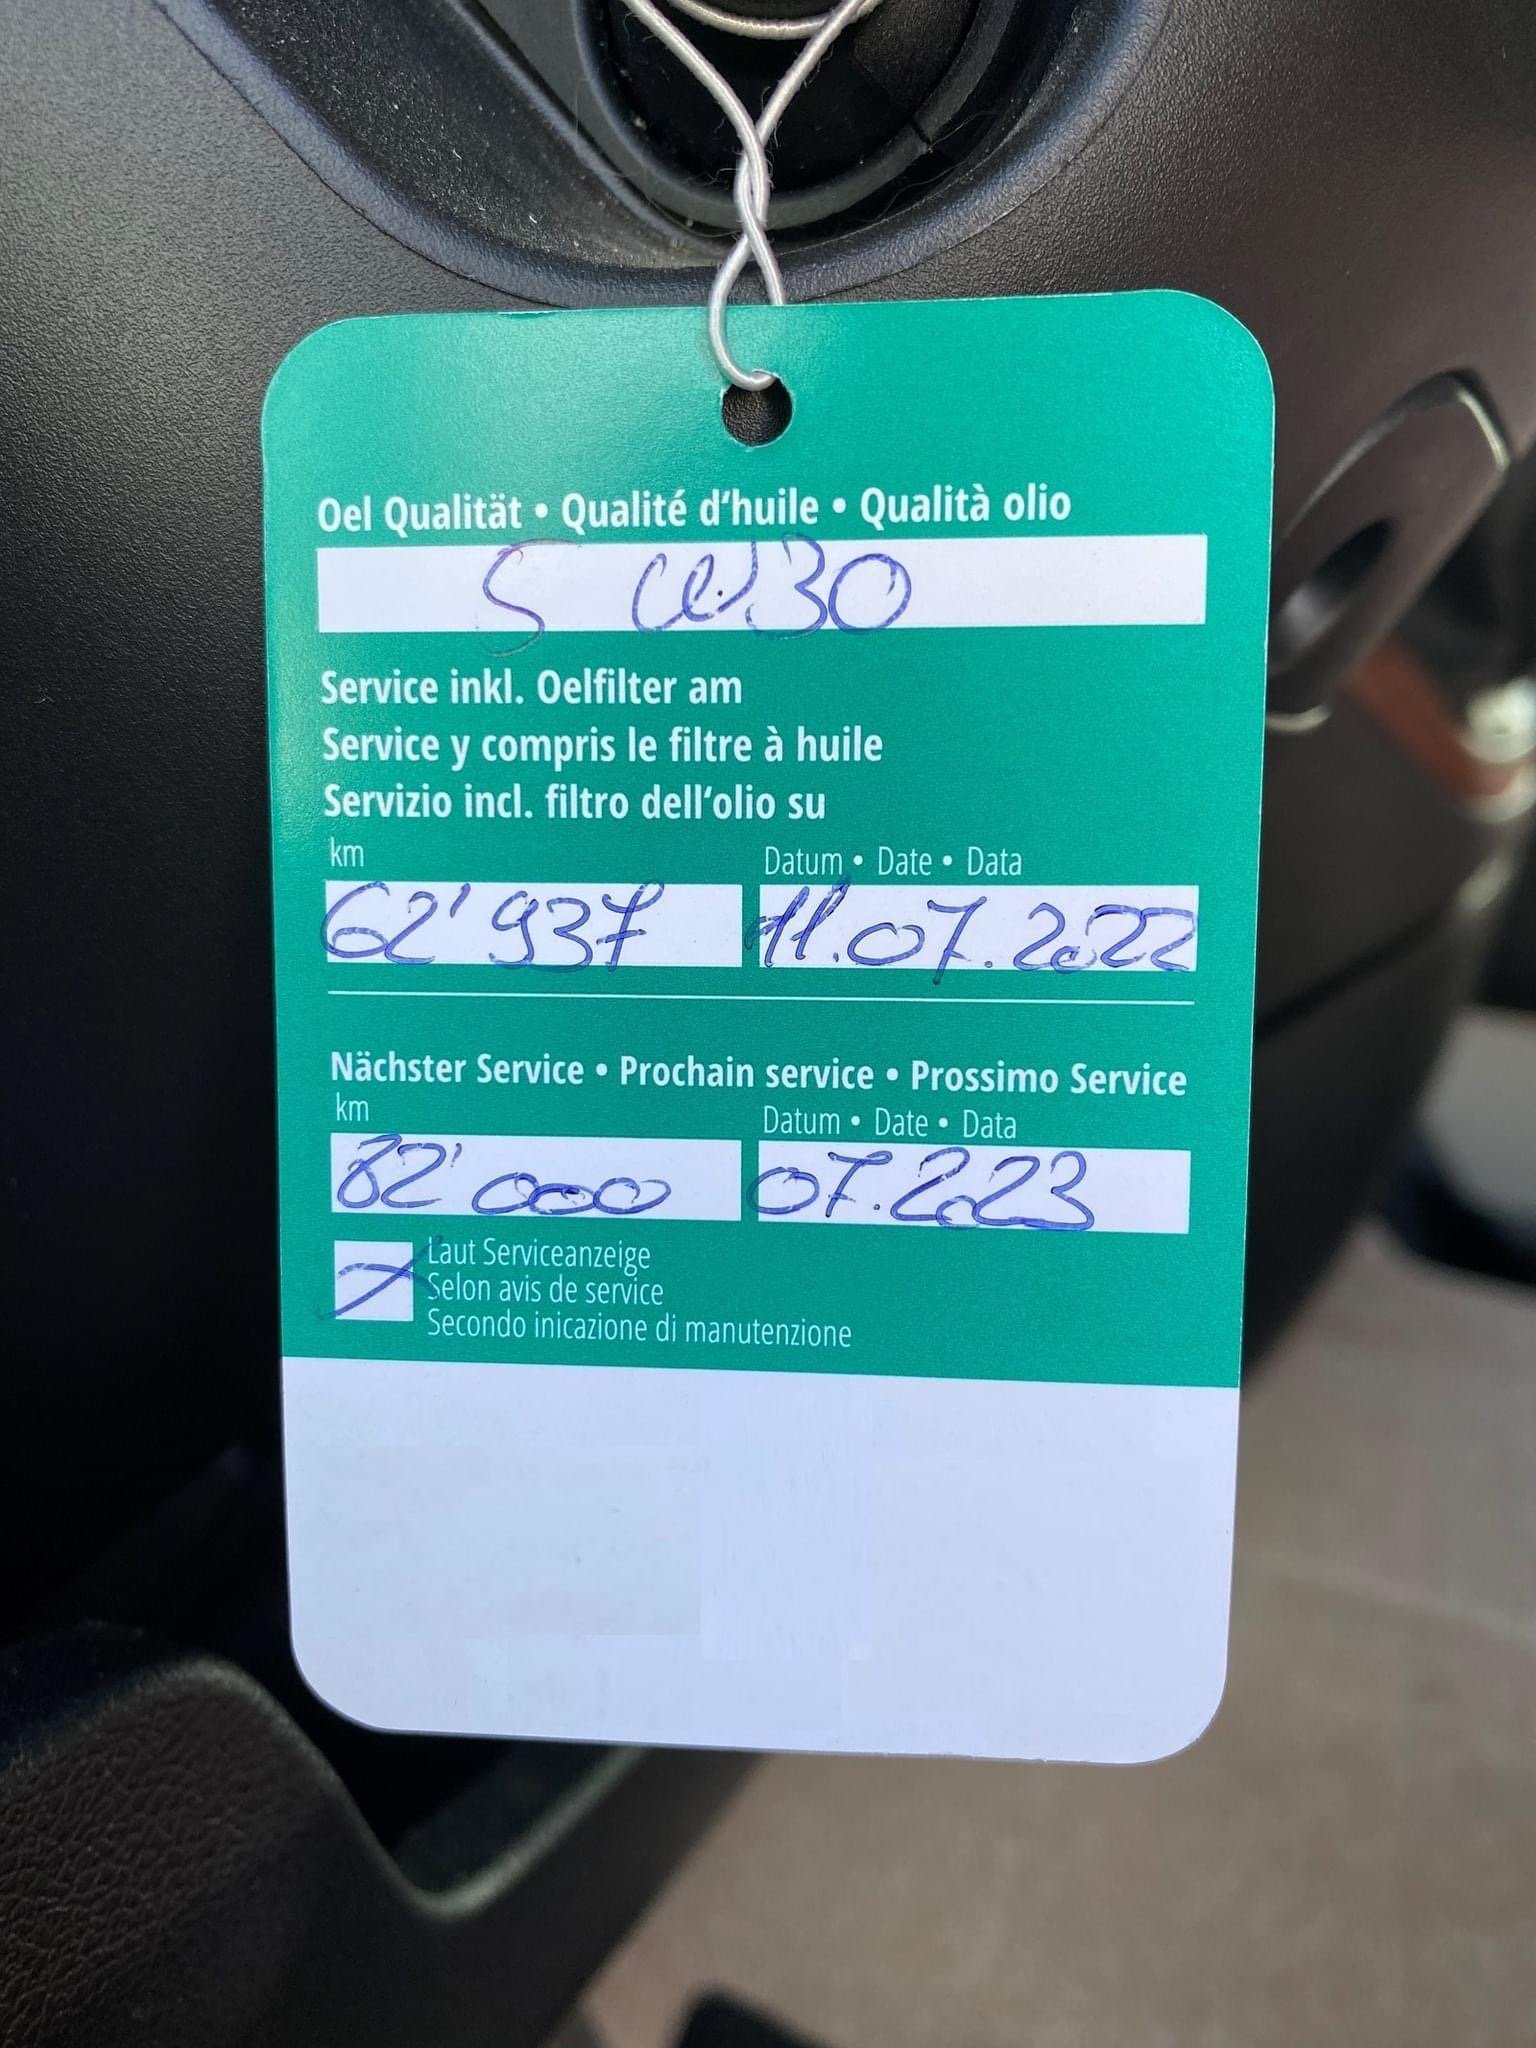 Oel Qualität • Qualité d'huile • Qualità olio
5 W30
Service inkl. Oelfilter am
Service y compris le filtre à huile
Servizio incl. filtro dell'olio su
km Datum • Date • Data
62'937 11.07.2022
Nächster Service • Prochain service • Prossimo Service
km Datum • Date • Data
82'000 07.2023
Laut Serviceanzeige
Selon avis de service
Secondo inicazione di manutenzione